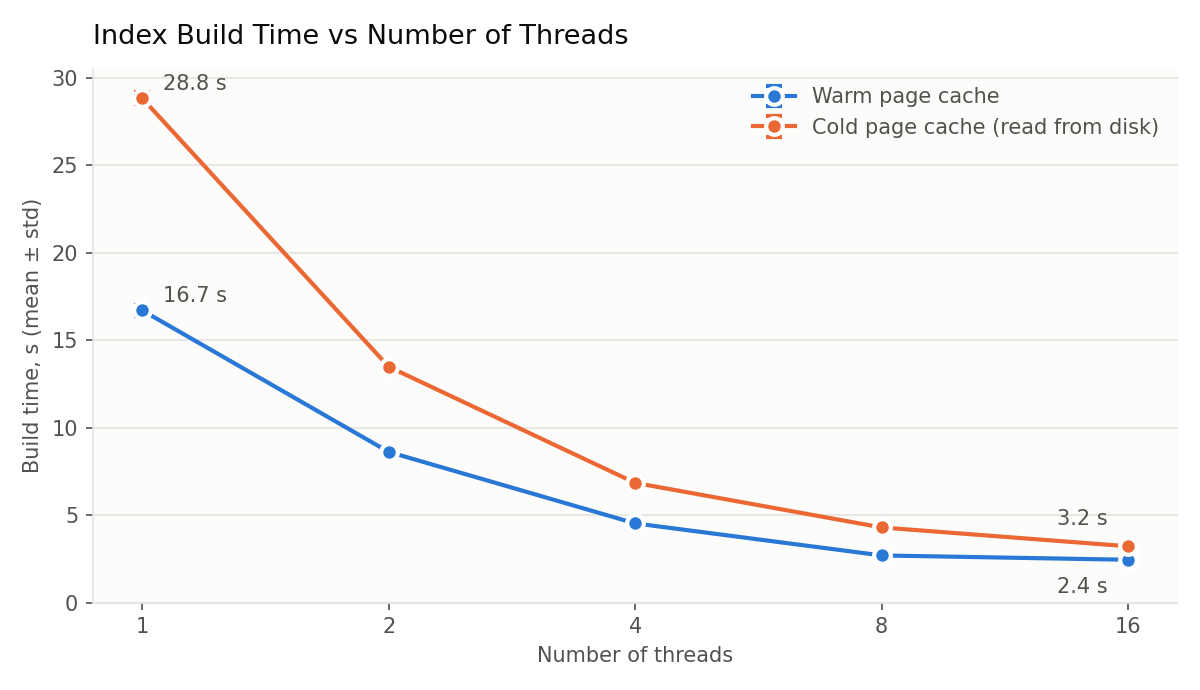 Index Build Time vs Number of Threads
Warm page cache
Cold page cache (read from disk)
Build time, s (mean ± std)
30
25
20
15
10
5
0
28.8 s
16.7 s
3.2 s
2.4 s
1
2
4
8
16
Number of threads